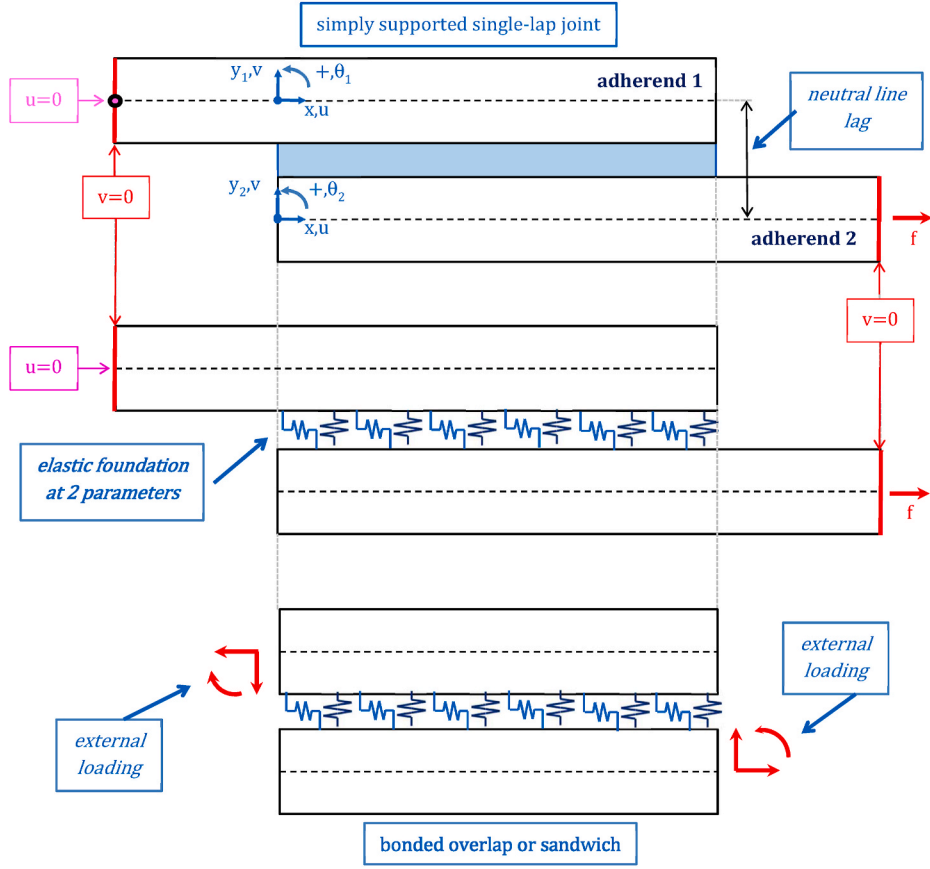 simply supported single-lap joint
y₁,v
+,θ₁
adherend 1
u=0
x,u
neutral line
lag
v=0
y₂,v
+,θ₂
x,u
adherend 2
f
v=0
u=0
elastic foundation
at 2 parameters
f
external
loading
external
loading
bonded overlap or sandwich